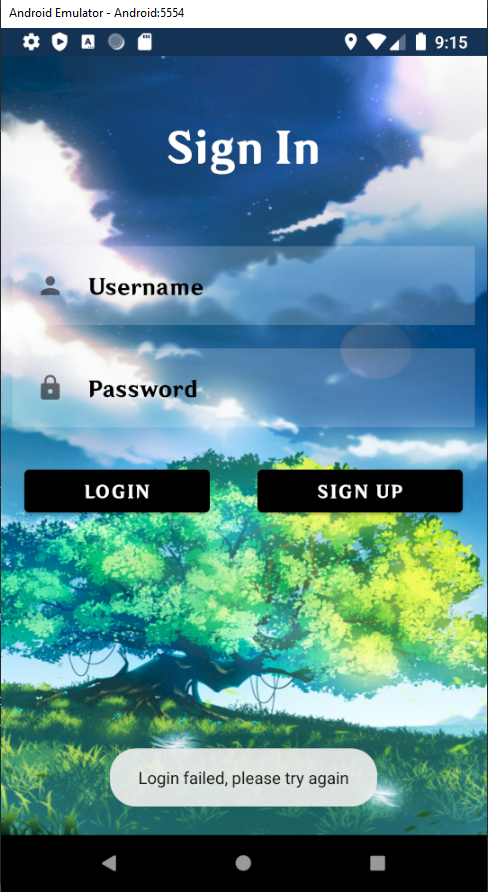 Android Emulator - Android:5554
A
9:15
Sign In
Username
Password
LOGIN
SIGN UP
Login failed, please try again